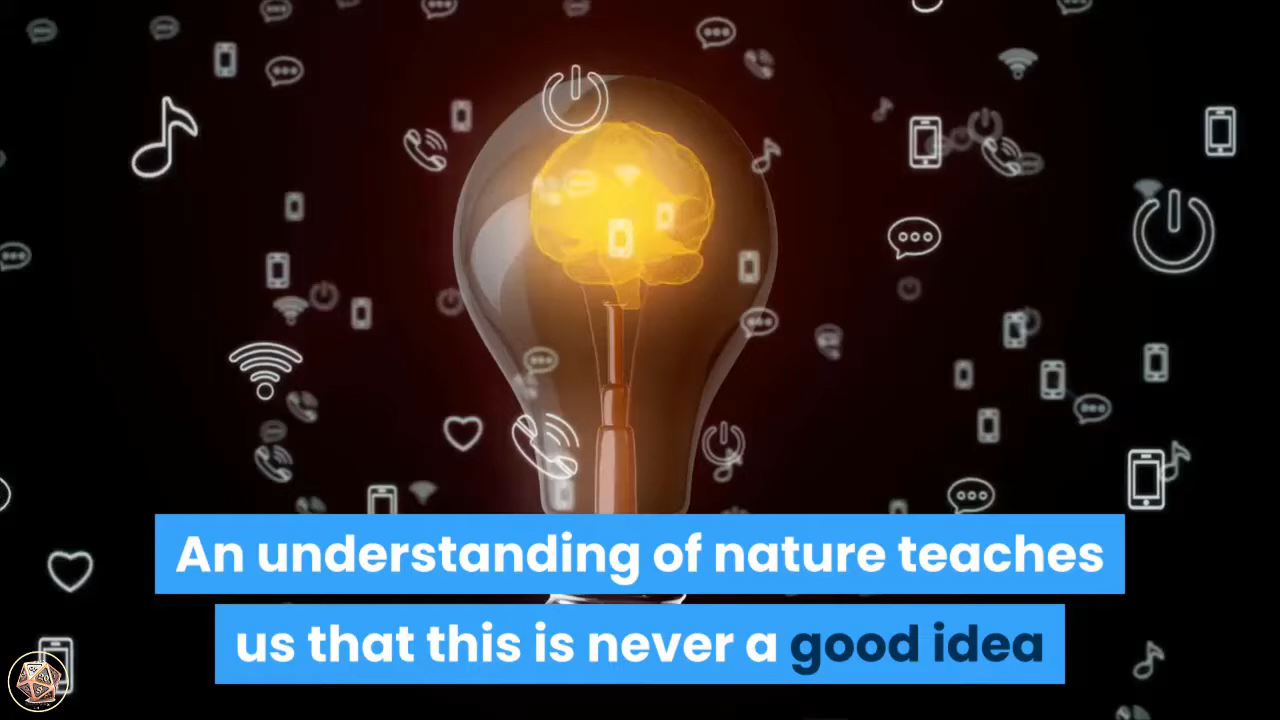 An understanding of nature teaches
us that this is never a good idea